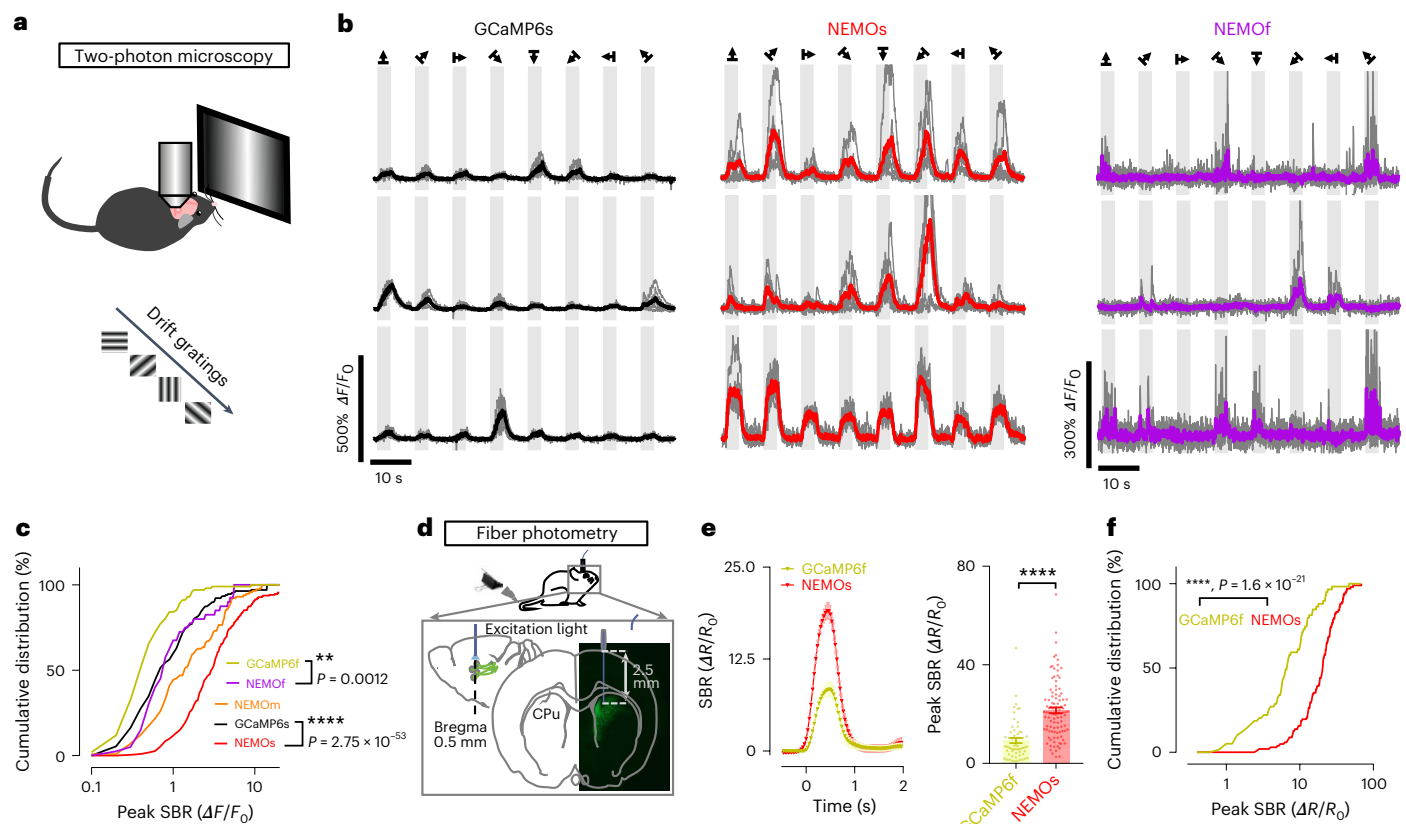 a
Two-photon microscopy
Drift gratings
b
GCaMP6s
NEMOs
NEMOf
500% ΔF/F0
10 s
300% ΔF/F0
10 s
c
Cumulative distribution (%)
100
50
0
0.1
1
10
Peak SBR (ΔF/F0)
GCaMP6f
**
NEMOf
P = 0.0012
NEMOm
GCaMP6s
****
NEMOs
P = 2.75 × 10−53
d
Fiber photometry
Excitation light
2.5
mm
CPu
Bregma
0.5 mm
e
GCaMP6f
NEMOs
SBR (ΔR/R0)
25.0
12.5
0
0
1
2
Time (s)
Peak SBR (ΔR/R0)
80
40
0
****
GCaMP6f
NEMOs
f
Cumulative distribution (%)
100
50
0
****, P = 1.6 × 10−21
GCaMP6f NEMOs
1
10
100
Peak SBR (ΔR/R0)